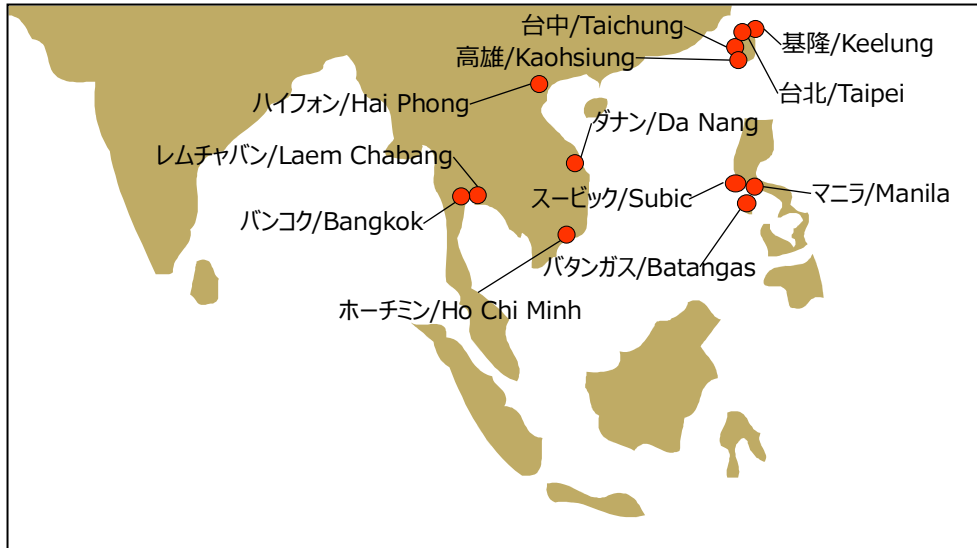 台中/Taichung
基隆/Keelung
高雄/Kaohsiung
台北/Taipei
ハイフォン/Hai Phong
ダナン/Da Nang
レムチャバン/Laem Chabang
スービック/Subic
マニラ/Manila
バンコク/Bangkok
バタンガス/Batangas
ホーチミン/Ho Chi Minh